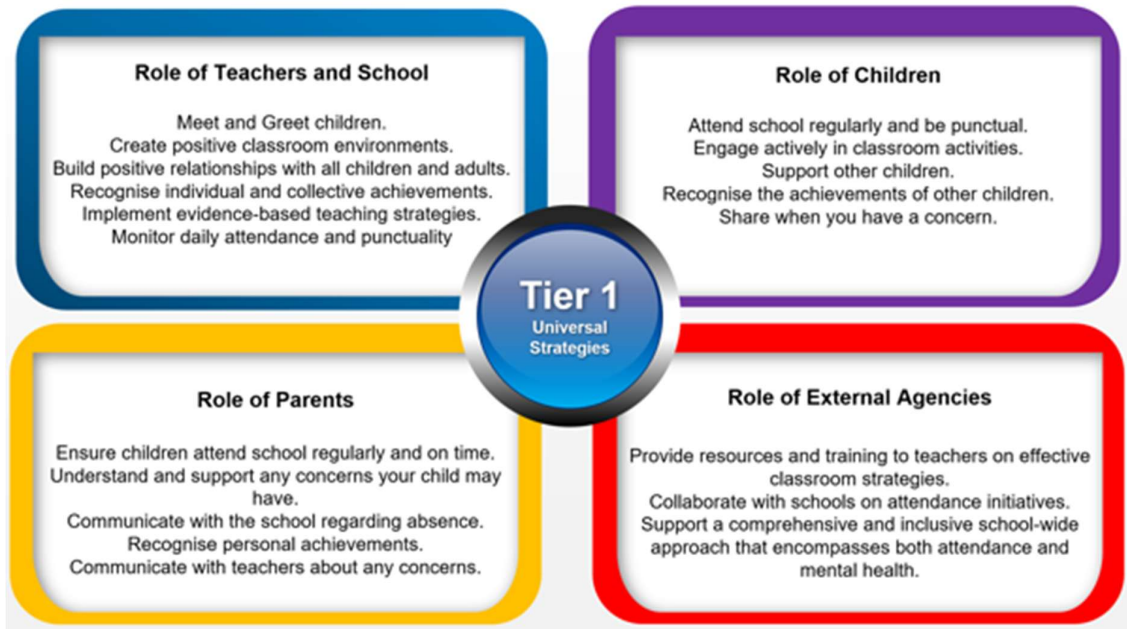 Role of Teachers and School
Meet and Greet children.
Create positive classroom environments.
Build positive relationships with all children and adults.
Recognise individual and collective achievements.
Implement evidence-based teaching strategies.
Monitor daily attendance and punctuality
Role of Children
Attend school regularly and be punctual.
Engage actively in classroom activities.
Support other children.
Recognise the achievements of other children.
Share when you have a concern.
Tier 1
Universal
Strategies
Role of Parents
Ensure children attend school regularly and on time.
Understand and support any concerns your child may
have.
Communicate with the school regarding absence.
Recognise personal achievements.
Communicate with teachers about any concerns.
Role of External Agencies
Provide resources and training to teachers on effective
classroom strategies.
Collaborate with schools on attendance initiatives.
Support a comprehensive and inclusive school-wide
approach that encompasses both attendance and
mental health.